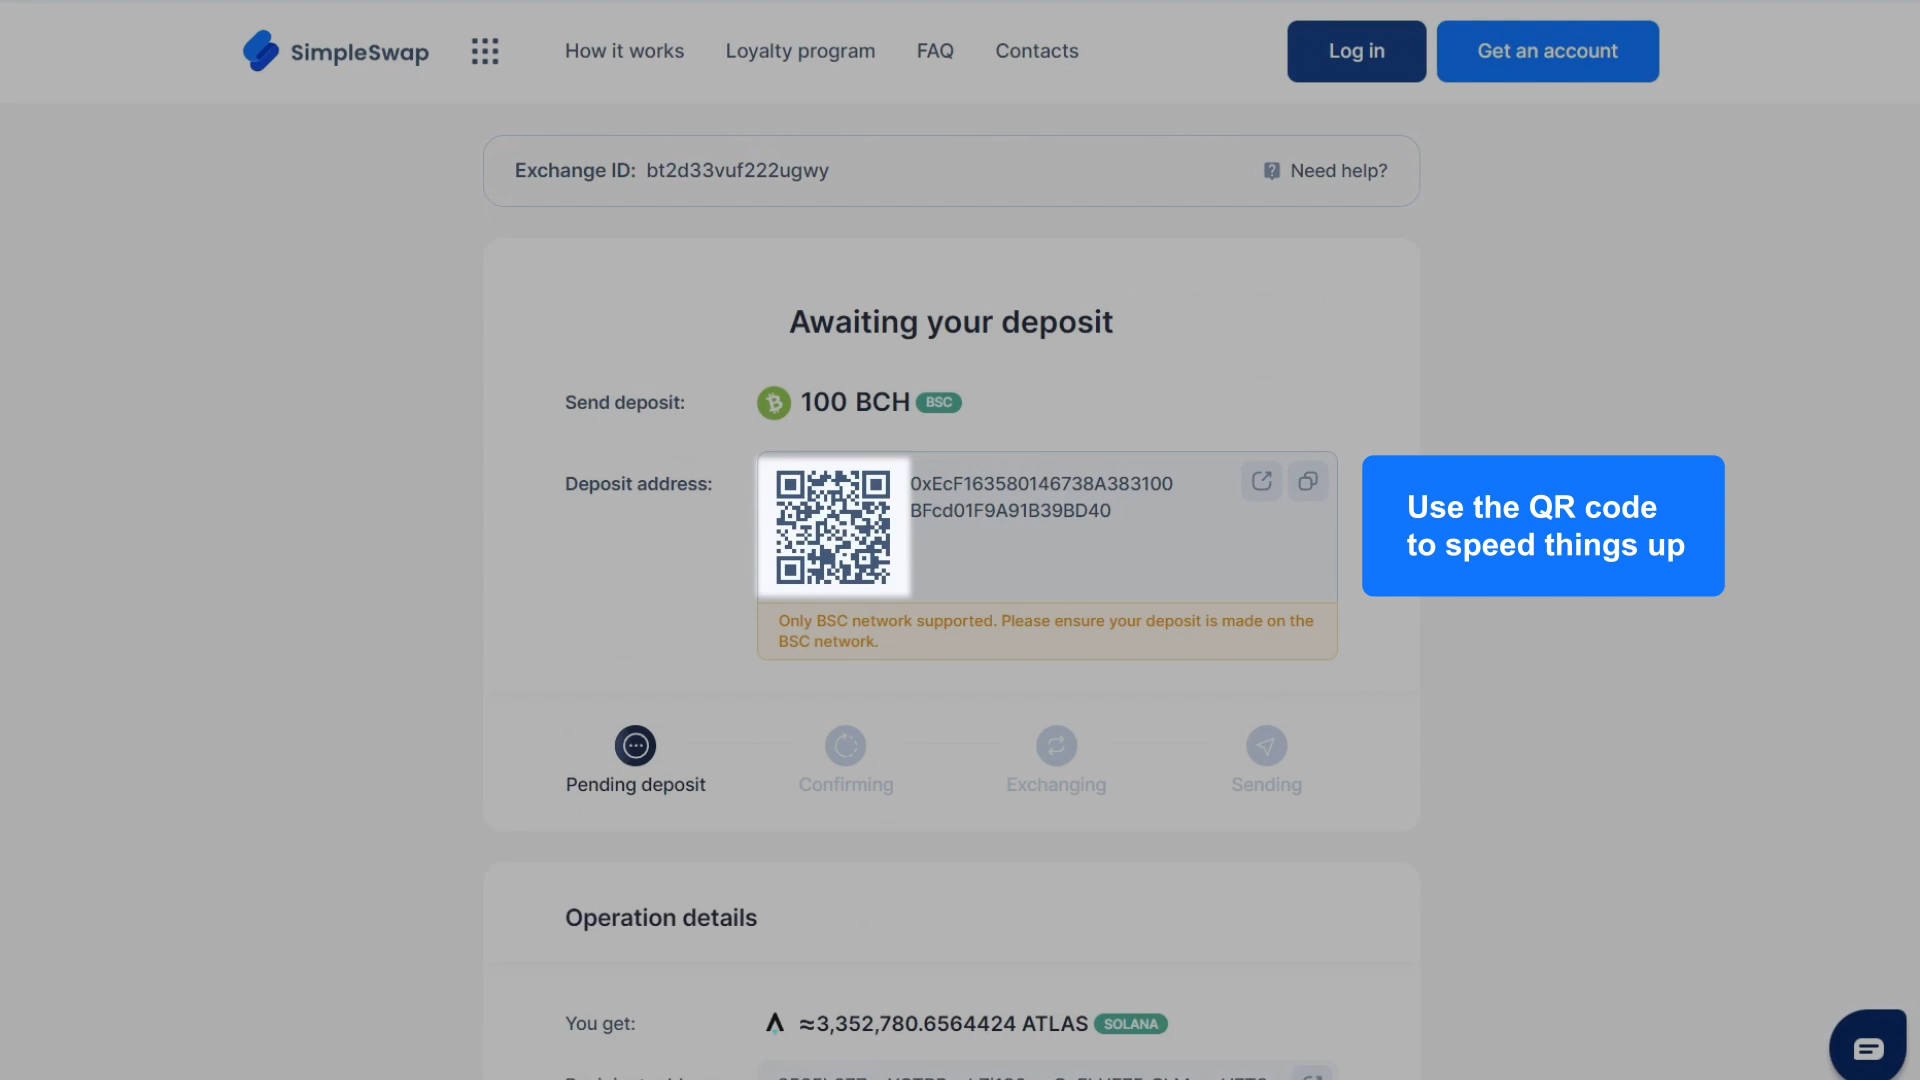 SimpleSwap
How it works
Loyalty program
FAQ
Contacts
Log in
Get an account
Exchange ID: bt2d33vuf222ugwy
Need help?
Awaiting your deposit
Send deposit:
100 BCH BSC
Deposit address:
0xEcF163580146738A383100
BFcd01F9A91B39BD40
Use the QR code
to speed things up
Only BSC network supported. Please ensure your deposit is made on the
BSC network.
Pending deposit
Confirming
Exchanging
Sending
Operation details
You get:
≈3,352,780.6564424 ATLAS SOLANA